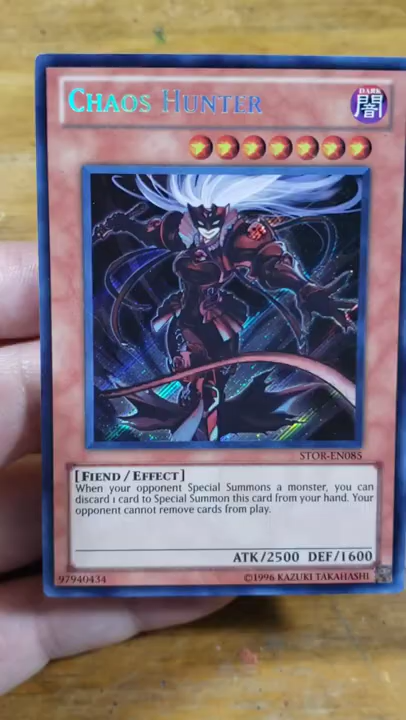 CHAOS HUNTER
DARK
闇
STOR-EN085
[FIEND/EFFECT]
When your opponent Special Summons a monster, you can
discard 1 card to Special Summon this card from your hand. Your
opponent cannot remove cards from play.
ATK/2500 DEF/1600
97940434
©1996 KAZUKI TAKAHASHI